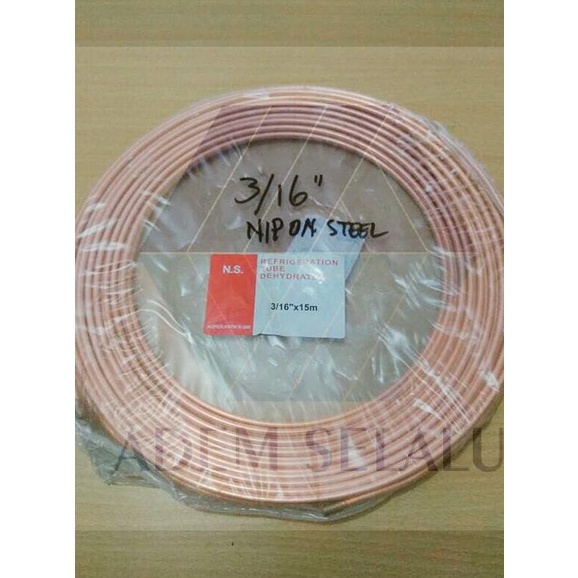 3/16"
NIPON STEEL
N.S.
REFRIGERATION
TUBE
DEHYDRATED
3/16"x15m
ADEM SELALU